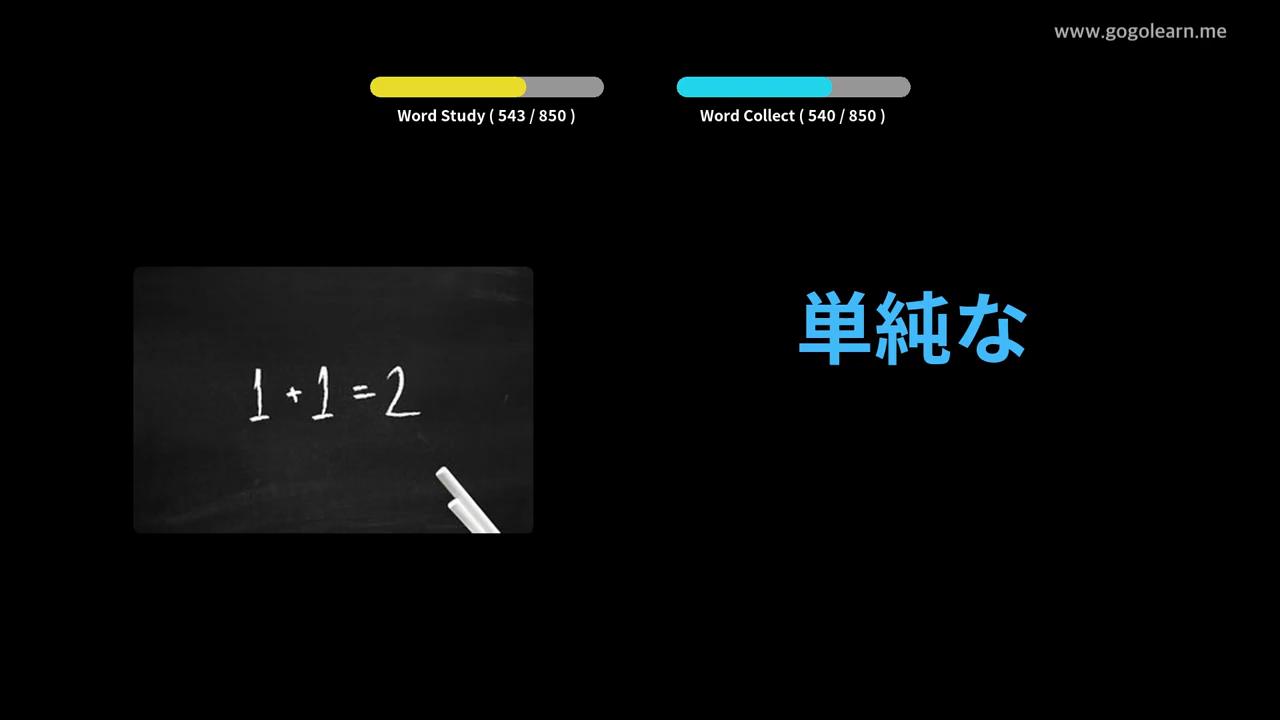 www.gogolearn.me
Word Study ( 543 / 850 )
Word Collect ( 540 / 850 )
単純な
1 + 1 = 2